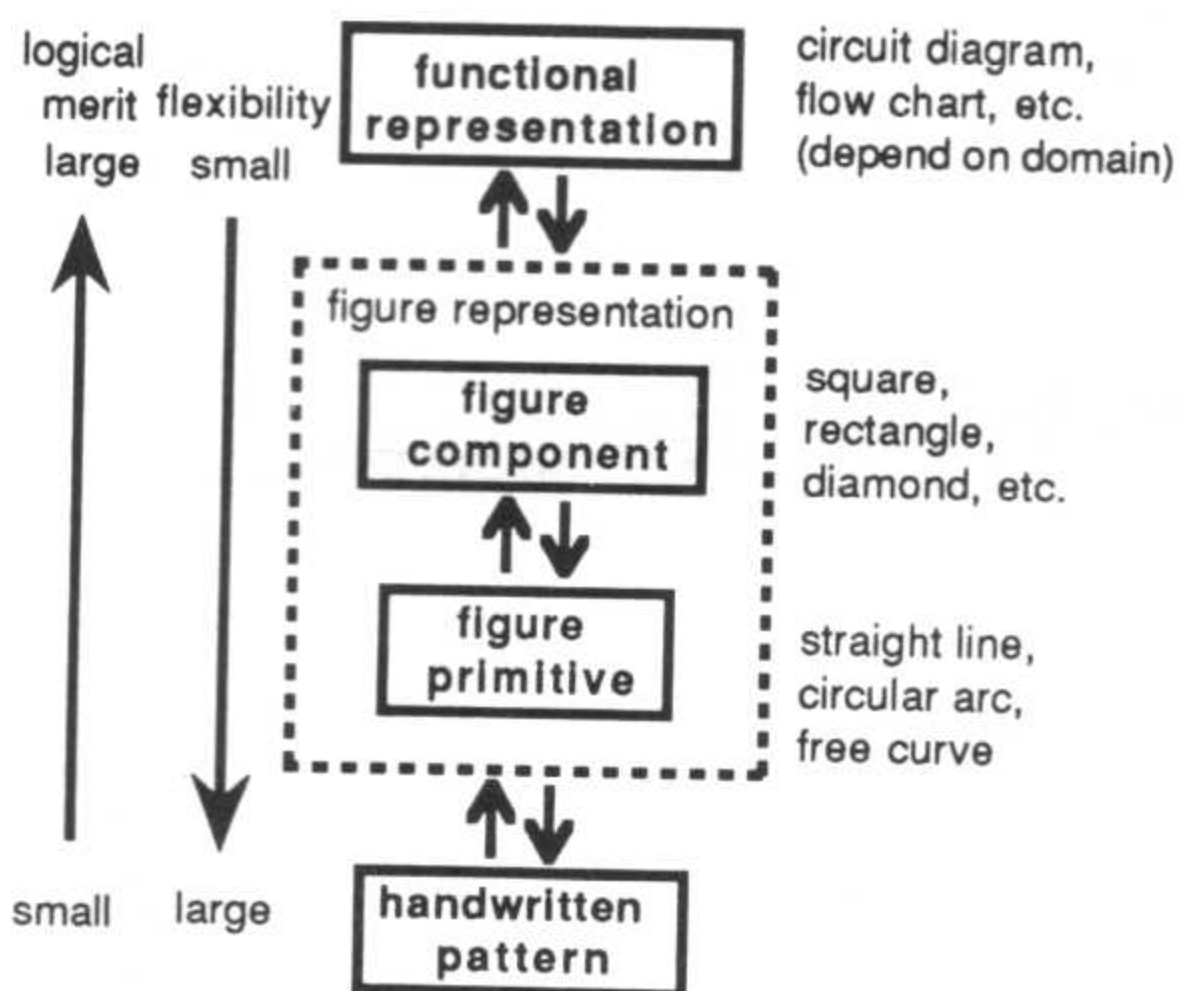 logical
merit
large
flexibility
small
functional
representation
circuit diagram,
flow chart, etc.
(depend on domain)
figure representation
figure
component
square,
rectangle,
diamond, etc.
figure
primitive
straight line,
circular arc,
free curve
small
large
handwritten
pattern